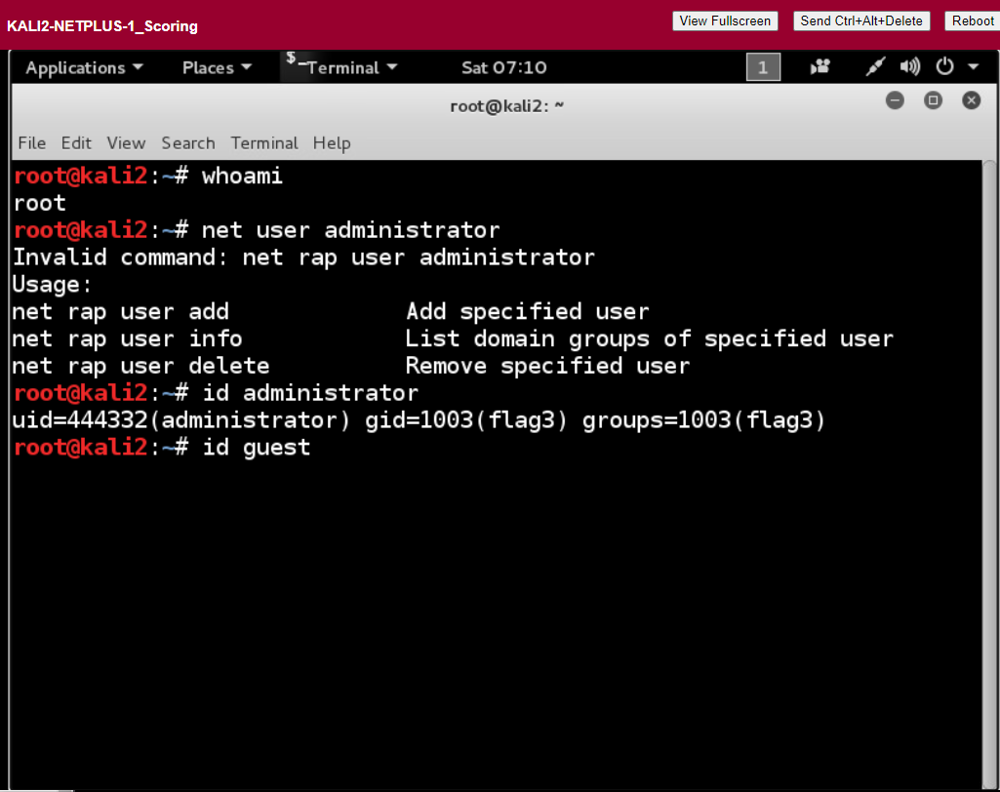 KALI2-NETPLUS-1_Scoring
View Fullscreen Send Ctrl+Alt+Delete Reboot
Applications Places Terminal Sat 07:10 1
root@kali2: ~
File Edit View Search Terminal Help
root@kali2:~# whoami
root
root@kali2:~# net user administrator
Invalid command: net rap user administrator
Usage:
net rap user add Add specified user
net rap user info List domain groups of specified user
net rap user delete Remove specified user
root@kali2:~# id administrator
uid=444332(administrator) gid=1003(flag3) groups=1003(flag3)
root@kali2:~# id guest